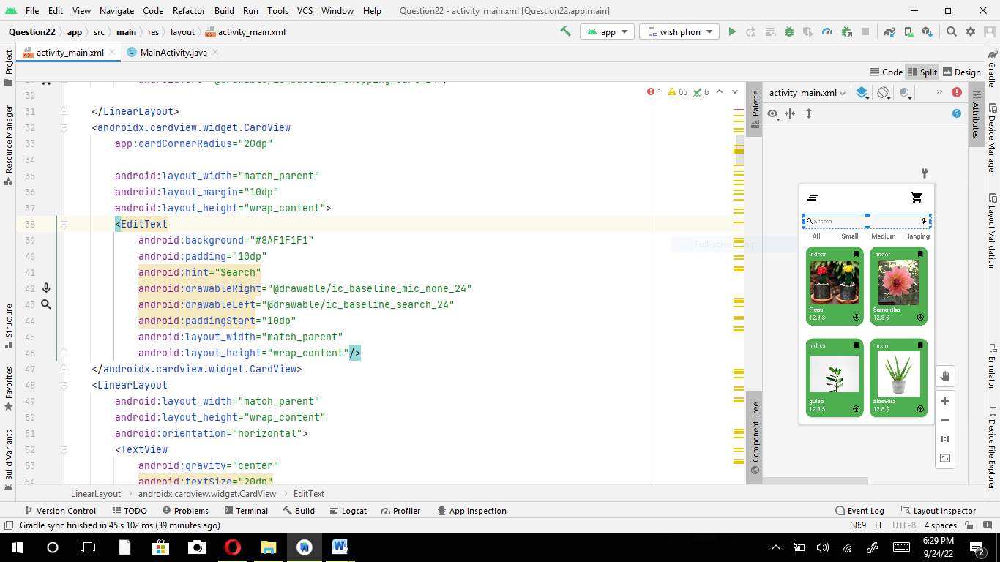 File Edit View Navigate Code Refactor Build Run Tools VCS Window Help Question22 - activity_main.xml [Question22.app.main]
Question22 app src main res layout activity_main.xml app wish phon
activity_main.xml MainActivity.java
Code Split Design
1 65 6 activity_main.xml
30
31 </LinearLayout>
32 <androidx.cardview.widget.CardView
33 app:cardCornerRadius="20dp"
34
35 android:layout_width="match_parent"
36 android:layout_margin="10dp"
37 android:layout_height="wrap_content">
38 <EditText
39 android:background="#8AF1F1F1"
40 android:padding="10dp"
41 android:hint="Search"
42 android:drawableRight="@drawable/ic_baseline_mic_none_24"
43 android:drawableLeft="@drawable/ic_baseline_search_24"
44 android:paddingStart="10dp"
45 android:layout_width="match_parent"
46 android:layout_height="wrap_content"/>
47 </androidx.cardview.widget.CardView>
48 <LinearLayout
49 android:layout_width="match_parent"
50 android:layout_height="wrap_content"
51 android:orientation="horizontal">
52 <TextView
53 android:gravity="center"
54 android:textSize="20dp"
Project
Resource Manager
Structure
Favorites
Build Variants
Palette
Component Tree
Search
All Small Medium Hanging
Indoor Indoor
Ficas Samantha
12.8 $ 12.8 $
Indoor Indoor
gulab aloevera
12.8 $ 12.8 $
1:1
Attributes
Gradle
Device Manager
Layout Validation
Emulator
Device File Explorer
LinearLayout androidx.cardview.widget.CardView EditText
Version Control TODO Problems Terminal Build Logcat Profiler App Inspection Event Log Layout Inspector
Gradle sync finished in 45 s 102 ms (39 minutes ago) 38:9 LF UTF-8 4 spaces
6:29 PM
9/24/22
2